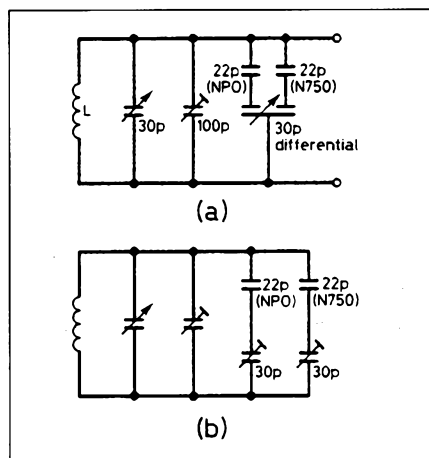 22p 22p
(NPO) (N750)
L
30p 100p 30p
differential
(a)
22p 22p
(NPO) (N750)
30p 30p
(b)